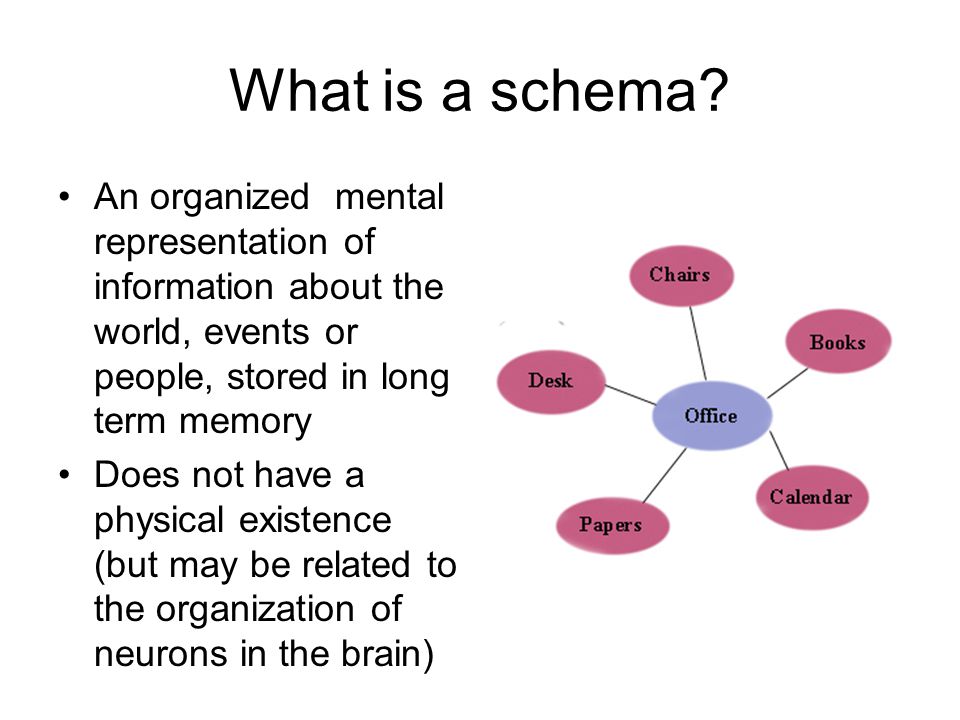 What is a schema?
• An organized mental
representation of
information about the
world, events or
people, stored in long
term memory
• Does not have a
physical existence
(but may be related to
the organization of
neurons in the brain)
Chairs
Books
Desk
Office
Calendar
Papers